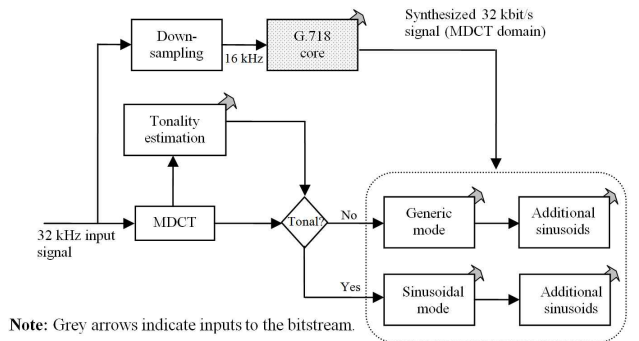 Down-
sampling
16 kHz
G.718
core
Synthesized 32 kbit/s
signal (MDCT domain)
Tonality
estimation
MDCT
32 kHz input
signal
Tonal?
No
Generic
mode
Additional
sinusoids
Yes
Sinusoidal
mode
Additional
sinusoids
Note: Grey arrows indicate inputs to the bitstream.